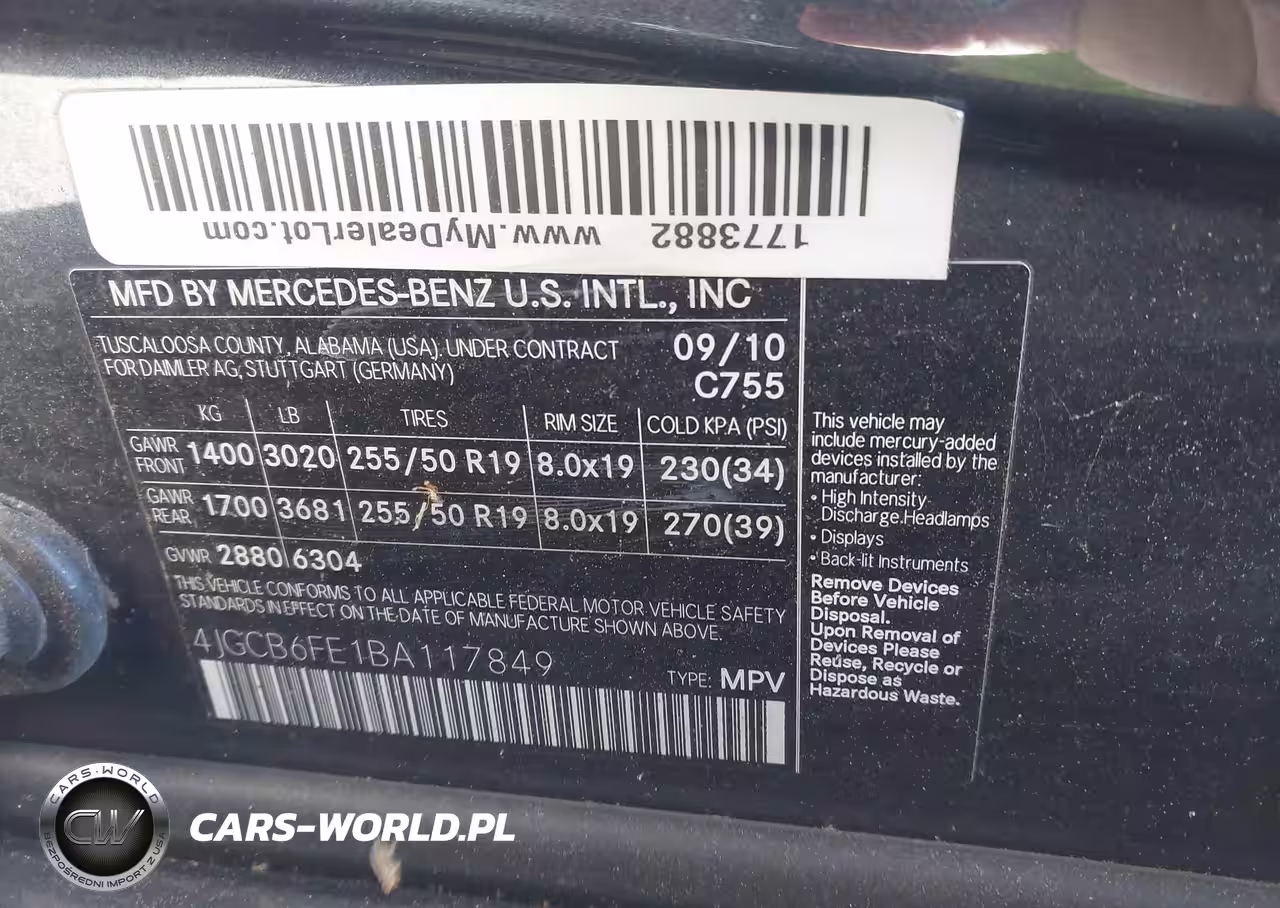 www.MyDealerLot.com 1773882
MFD BY MERCEDES-BENZ U.S. INTL., INC
TUSCALOOSA COUNTY, ALABAMA (USA), UNDER CONTRACT
FOR DAIMLER AG, STUTTGART (GERMANY)
09/10
C755
KG LB TIRES RIM SIZE COLD KPA (PSI)
GAWR FRONT 1400 3020 255/50 R19 8.0x19 230(34)
GAWR REAR 1700 3681 255/50 R19 8.0x19 270(39)
GVWR 2880 6304
THIS VEHICLE CONFORMS TO ALL APPLICABLE FEDERAL MOTOR VEHICLE SAFETY
STANDARDS IN EFFECT ON THE DATE OF MANUFACTURE SHOWN ABOVE.
4JGCB6FE1BA117849
TYPE: MPV
This vehicle may
include mercury-added
devices installed by the
manufacturer:
• High Intensity
Discharge Headlamps
• Displays
• Back-lit Instruments
Remove Devices
Before Vehicle
Disposal.
Upon Removal of
Devices Please
Reuse, Recycle or
Dispose as
Hazardous Waste.
CARS-WORLD
CW
BEZPOŚREDNI IMPORT Z USA
CARS-WORLD.PL